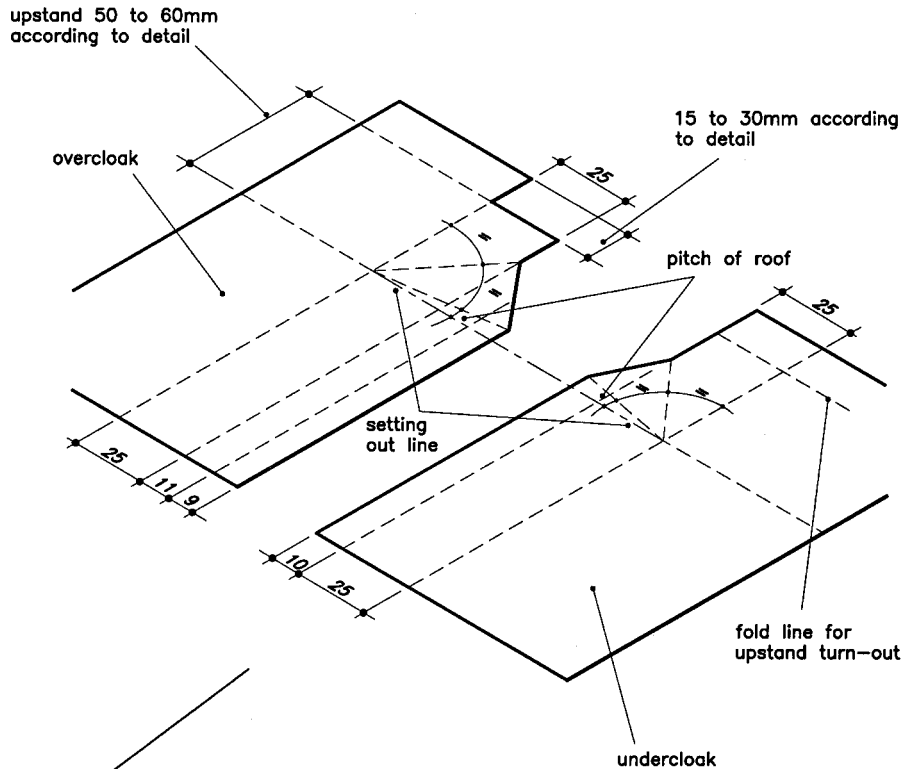 upstand 50 to 60mm
according to detail
15 to 30mm according
to detail
overcloak
25
pitch of roof
25
setting
out line
25
11
9
10
25
fold line for
upstand turn-out
undercloak